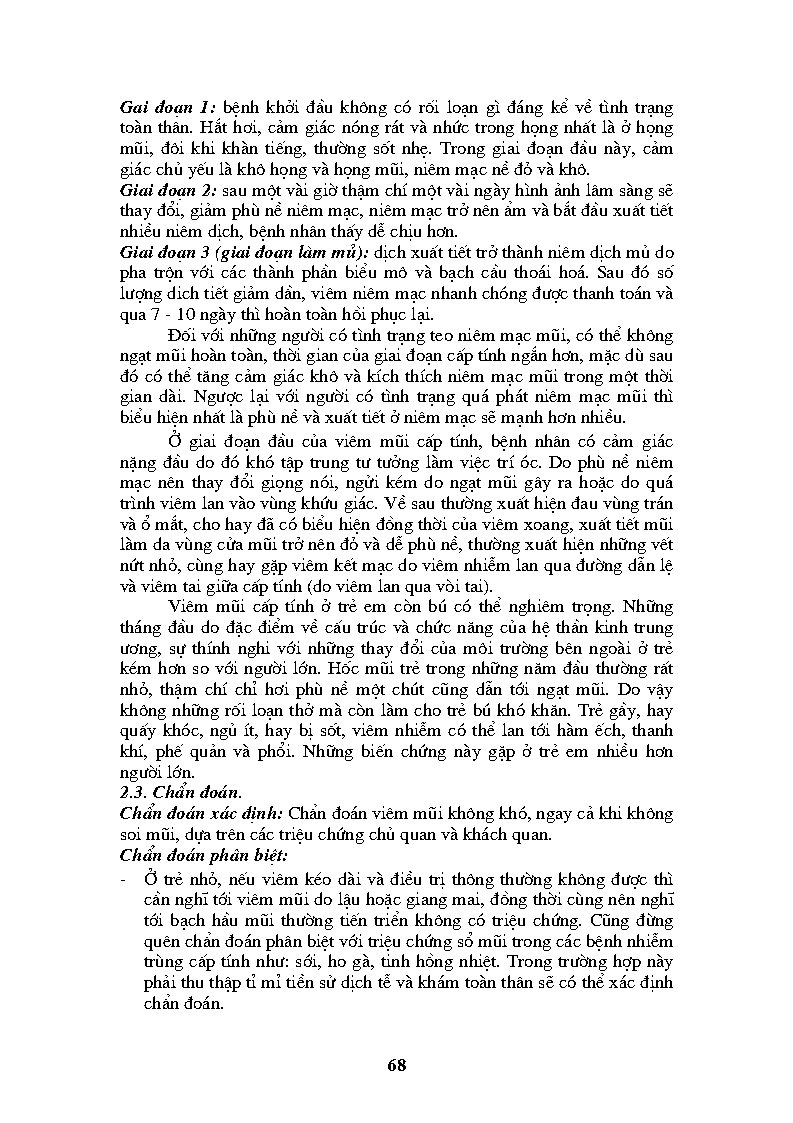 Gai đoạn 1: bệnh khởi đầu không có rối loạn gì đáng kể về tình trạng
toàn thân. Hắt hơi, cảm giác nóng rát và nhức trong họng nhất là ở họng
mũi, đôi khi khàn tiếng, thường sốt nhẹ. Trong giai đoạn đầu này, cảm
giác chủ yếu là khô họng và họng mũi, niêm mạc nề đỏ và khô.
Giai đoạn 2: sau một vài giờ thậm chí một vài ngày hình ảnh lâm sàng sẽ
thay đổi, giảm phù nề niêm mạc, niêm mạc trở nên ẩm và bắt đầu xuất tiết
nhiều niêm dịch, bệnh nhân thấy dễ chịu hơn.
Giai đoạn 3 (giai đoạn làm mủ): dịch xuất tiết trở thành niêm dịch mủ do
pha trộn với các thành phần biểu mô và bạch cầu thoái hoá. Sau đó số
lượng dich tiết giảm dần, viêm niêm mạc nhanh chóng được thanh toán và
qua 7 - 10 ngày thì hoàn toàn hồi phục lại.
Đối với những người có tình trạng teo niêm mạc mũi, có thể không
ngạt mũi hoàn toàn, thời gian của giai đoạn cấp tính ngắn hơn, mặc dù sau
đó có thể tăng cảm giác khô và kích thích niêm mạc mũi trong một thời
gian dài. Ngược lại với người có tình trạng quá phát niêm mạc mũi thì
biểu hiện nhất là phù nề và xuất tiết ở niêm mạc sẽ mạnh hơn nhiều.
Ở giai đoạn đầu của viêm mũi cấp tính, bệnh nhân có cảm giác
nặng đầu do đó khó tập trung tư tưởng làm việc trí óc. Do phù nề niêm
mạc nên thay đổi giọng nói, ngửi kém do ngạt mũi gây ra hoặc do quá
trình viêm lan vào vùng khứu giác. Về sau thường xuất hiện đau vùng trán
và ổ mắt, cho hay đã có biểu hiện đồng thời của viêm xoang, xuất tiết mũi
làm da vùng cửa mũi trở nên đỏ và dễ phù nề, thường xuất hiện những vết
nứt nhỏ, cùng hay gặp viêm kết mạc do viêm nhiễm lan qua đường dẫn lệ
và viêm tai giữa cấp tính (do viêm lan qua vòi tai).
Viêm mũi cấp tính ở trẻ em còn bú có thể nghiêm trọng. Những
tháng đầu do đặc điểm về cấu trúc và chức năng của hệ thần kinh trung
ương, sự thính nghi với những thay đổi của môi trường bên ngoài ở trẻ
kém hơn so với người lớn. Hốc mũi trẻ trong những năm đầu thường rất
nhỏ, thậm chí chỉ hơi phù nề một chút cũng dẫn tới ngạt mũi. Do vậy
không những rối loạn thở mà còn làm cho trẻ bú khó khăn. Trẻ gầy, hay
quấy khóc, ngủ ít, hay bị sốt, viêm nhiễm có thể lan tới hàm ếch, thanh
khí, phế quản và phổi. Những biến chứng này gặp ở trẻ em nhiều hơn
người lớn.
2.3. Chẩn đoán.
Chẩn đoán xác định: Chẩn đoán viêm mũi không khó, ngay cả khi không
soi mũi, dựa trên các triệu chứng chủ quan và khách quan.
Chẩn đoán phân biệt:
- Ở trẻ nhỏ, nếu viêm kéo dài và điều trị thông thường không được thì
cần nghĩ tới viêm mũi do lậu hoặc giang mai, đồng thời cùng nên nghĩ
tới bạch hầu mũi thường tiến triển không có triệu chứng. Cũng đừng
quên chẩn đoán phân biệt với triệu chứng sổ mũi trong các bệnh nhiễm
trùng cấp tính như: sới, ho gà, tinh hồng nhiệt. Trong trường hợp này
phải thu thập tỉ mỉ tiền sử dịch tễ và khám toàn thân sẽ có thể xác định
chẩn đoán.
68